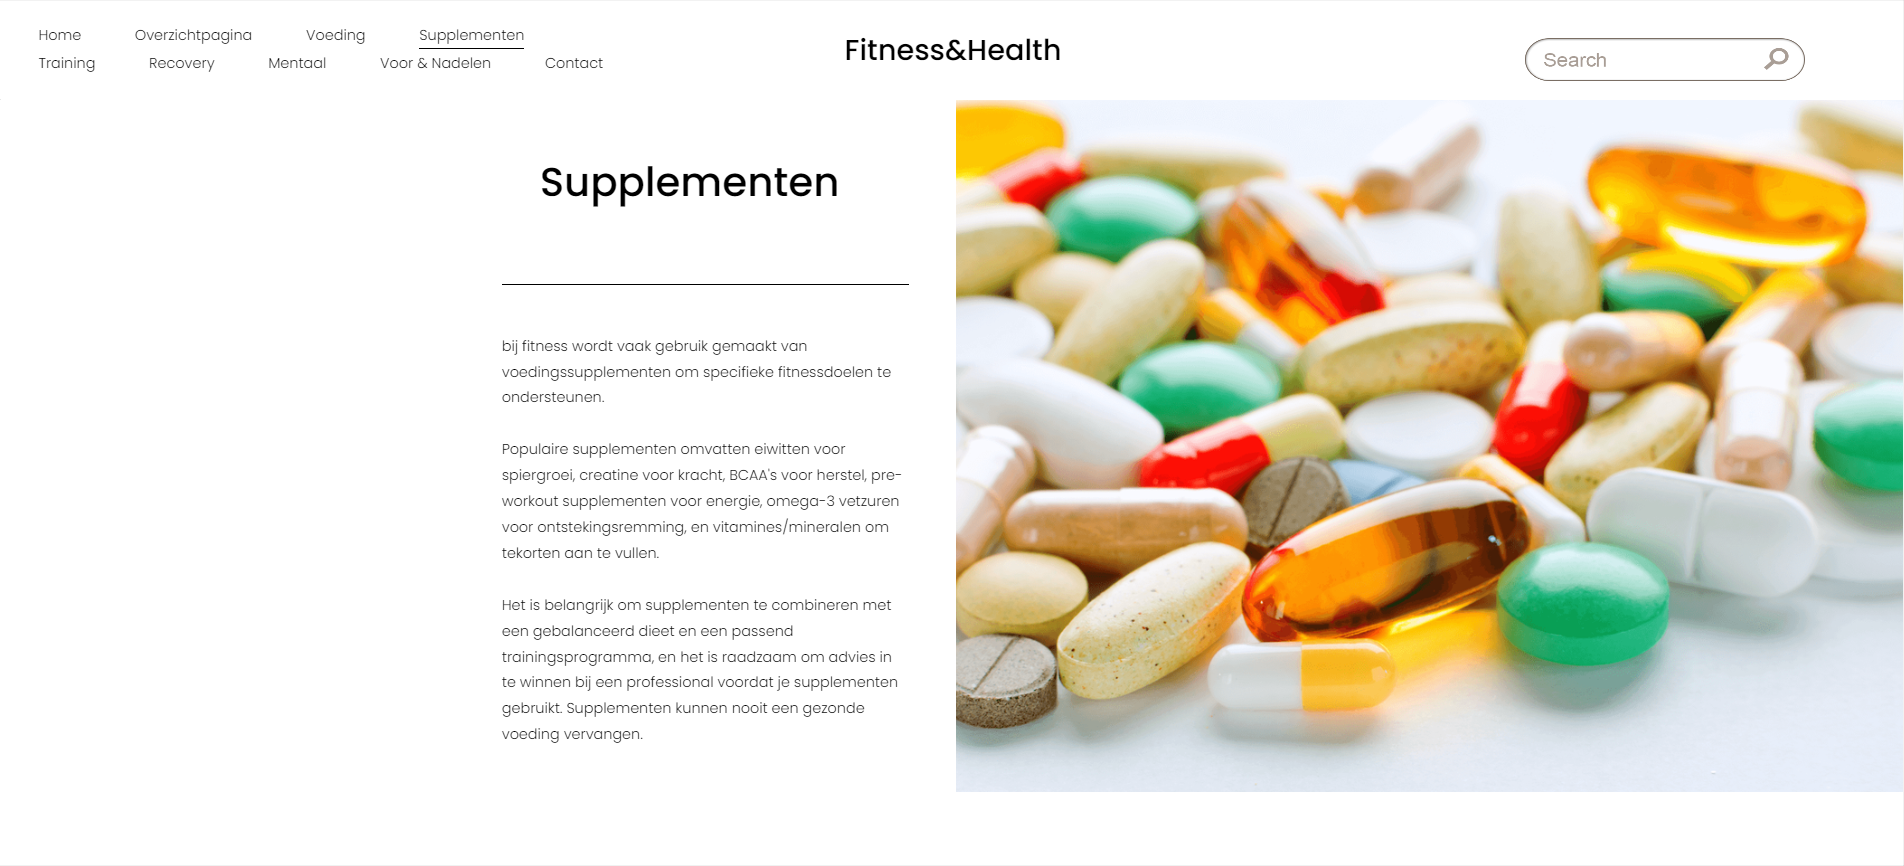 Home Overzichtpagina Voeding Supplementen
Training Recovery Mentaal Voor & Nadelen Contact
Fitness&Health
Search
Supplementen
bij fitness wordt vaak gebruik gemaakt van
voedingssupplementen om specifieke fitnessdoelen te
ondersteunen.
Populaire supplementen omvatten eiwitten voor
spiergroei, creatine voor kracht, BCAA's voor herstel, pre-
workout supplementen voor energie, omega-3 vetzuren
voor ontstekingsremming, en vitamines/mineralen om
tekorten aan te vullen.
Het is belangrijk om supplementen te combineren met
een gebalanceerd dieet en een passend
trainingsprogramma, en het is raadzaam om advies in
te winnen bij een professional voordat je supplementen
gebruikt. Supplementen kunnen nooit een gezonde
voeding vervangen.